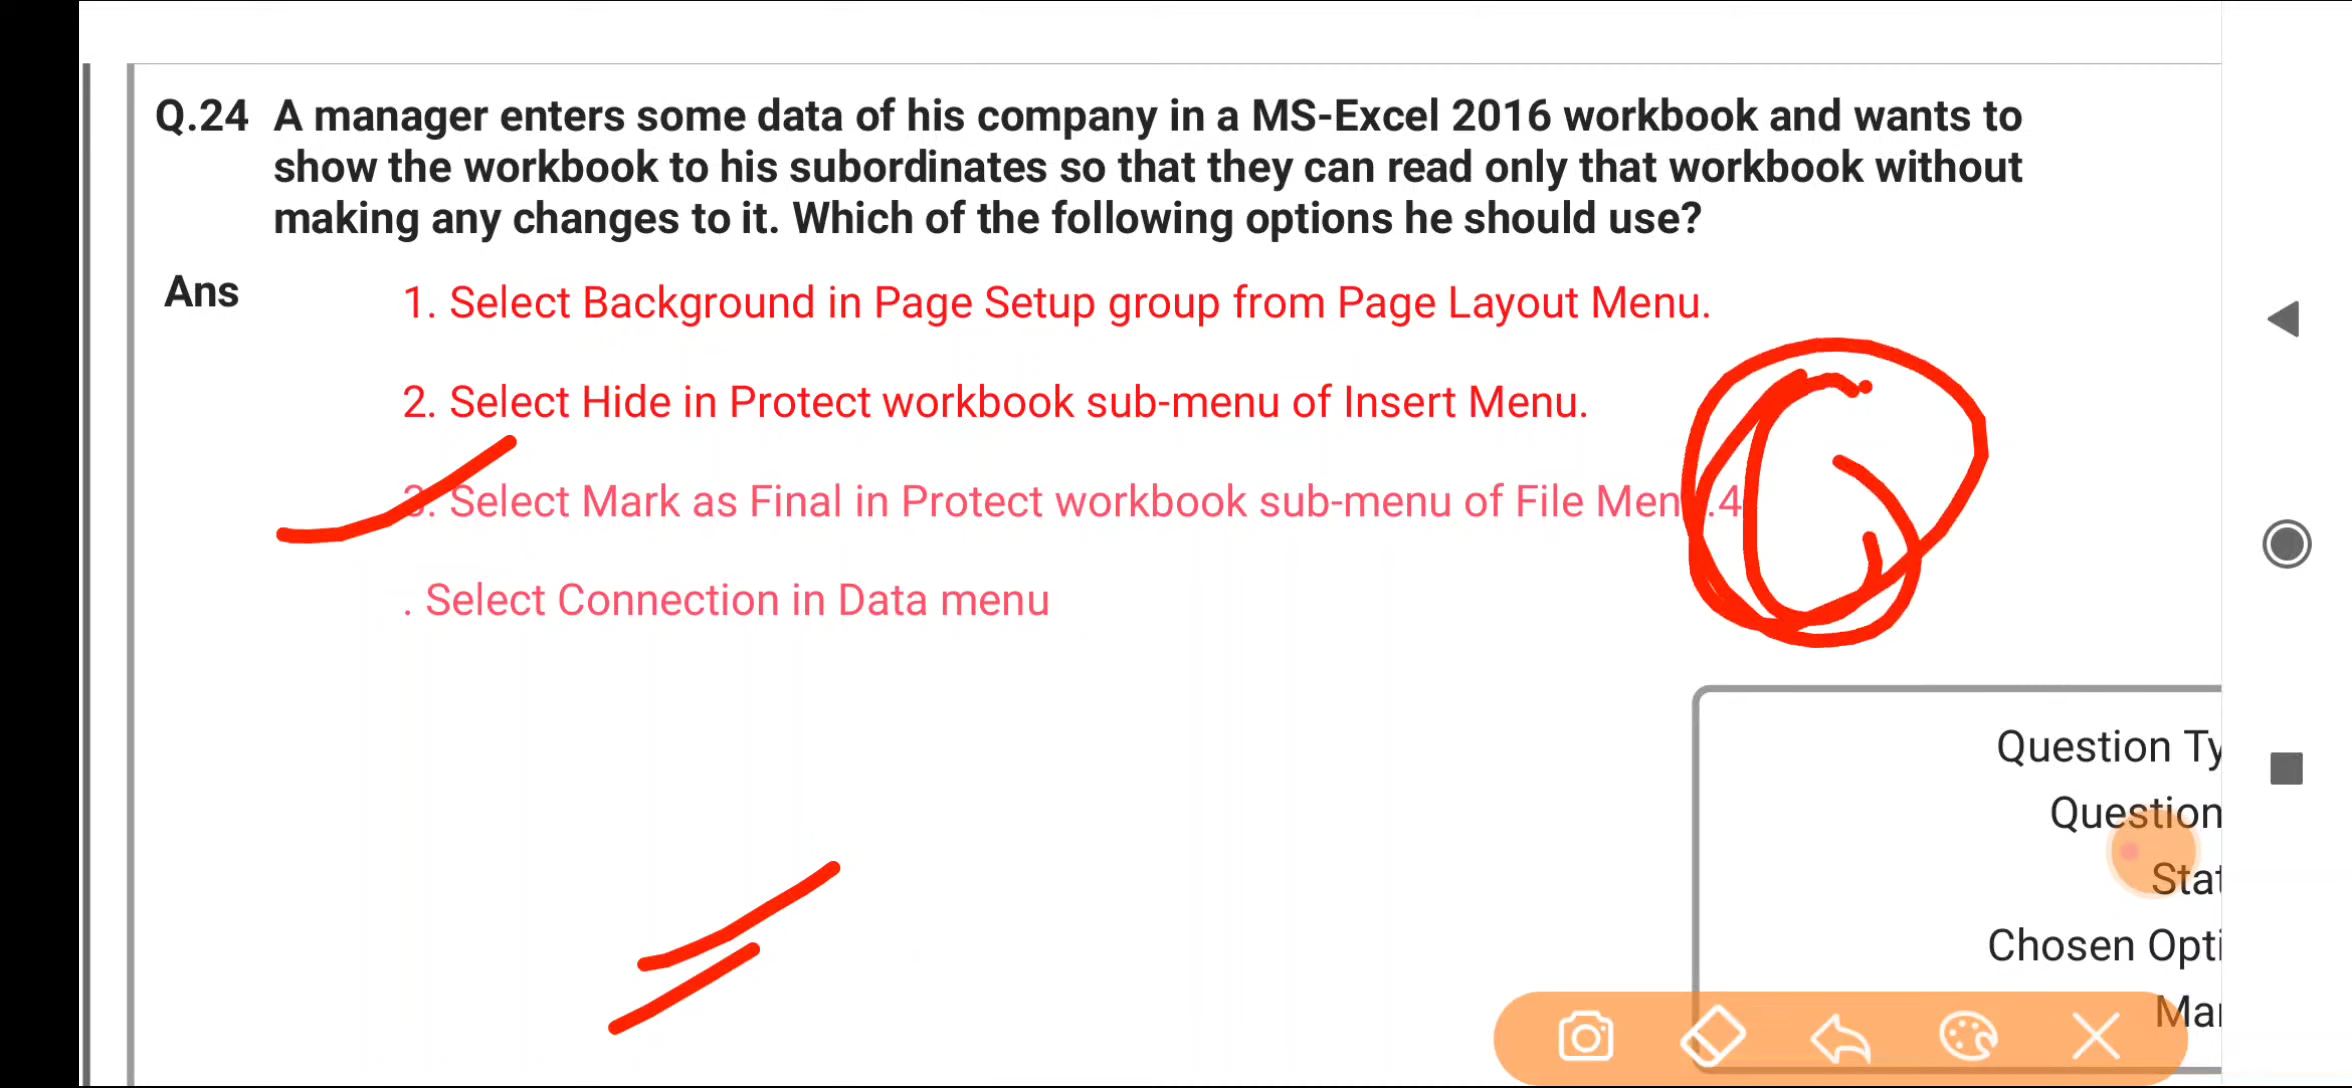 Q.24 A manager enters some data of his company in a MS-Excel 2016 workbook and wants to
show the workbook to his subordinates so that they can read only that workbook without
making any changes to it. Which of the following options he should use?
Ans
1. Select Background in Page Setup group from Page Layout Menu.
2. Select Hide in Protect workbook sub-menu of Insert Menu.
3. Select Mark as Final in Protect workbook sub-menu of File Men .4
. Select Connection in Data menu
Question Ty
Question
Stat
Chosen Opti
Mar